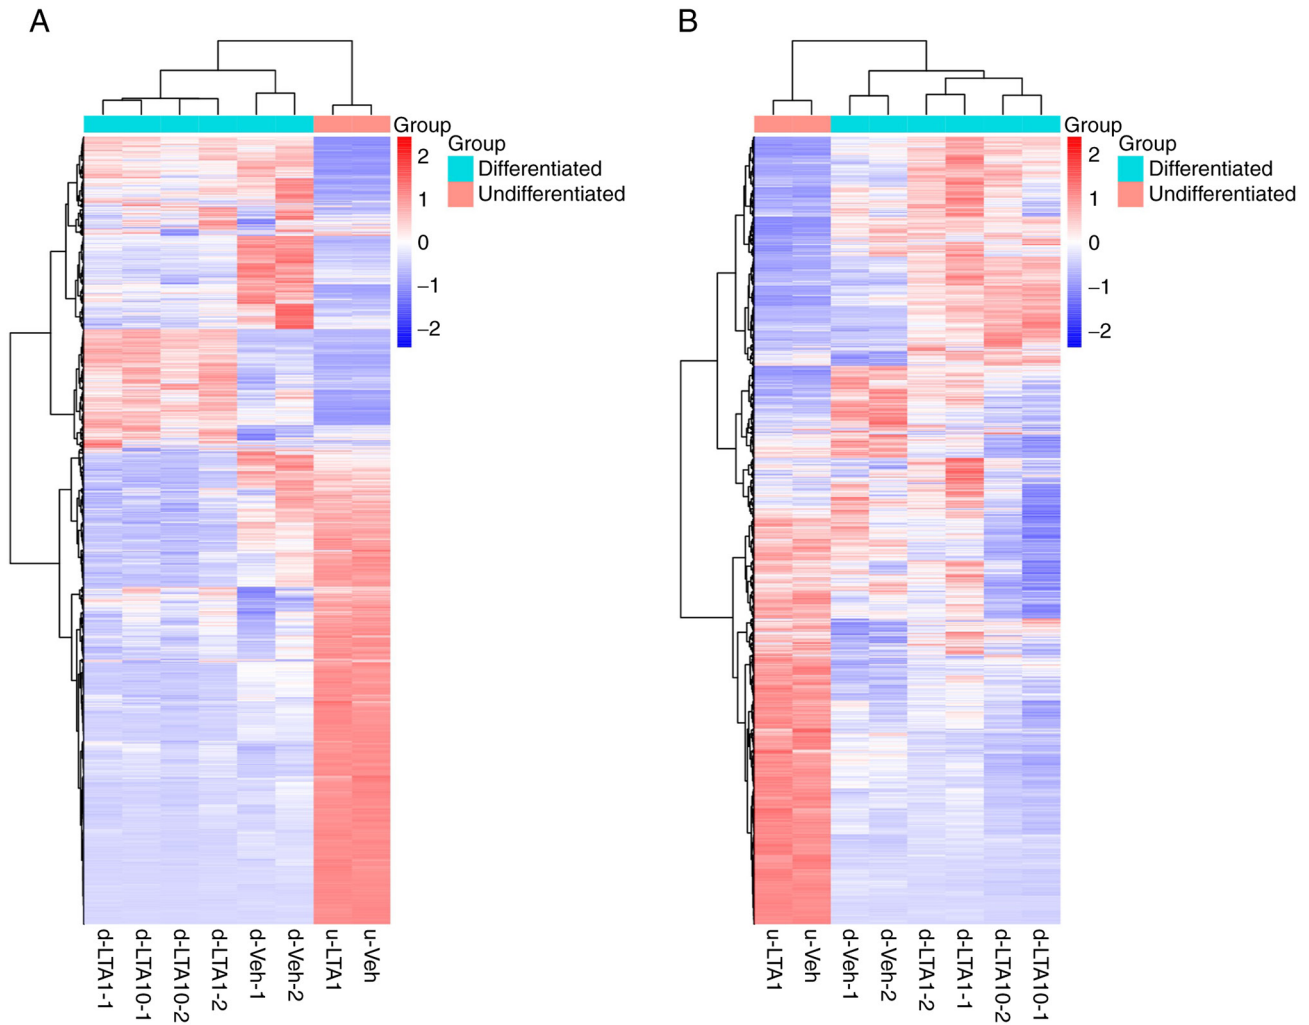 A
Group
2
1
0
−1
−2
Group
Differentiated
Undifferentiated
d-LTA1-1
d-LTA10-1
d-LTA10-2
d-LTA1-2
d-Veh-1
d-Veh-2
u-LTA1
u-Veh
B
Group
2
1
0
−1
−2
Group
Differentiated
Undifferentiated
u-LTA1
u-Veh
d-Veh-1
d-Veh-2
d-LTA1-2
d-LTA1-1
d-LTA10-2
d-LTA10-1